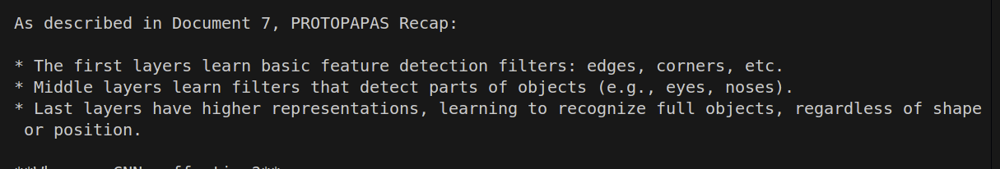 As described in Document 7, PROTOPAPAS Recap:
* The first layers learn basic feature detection filters: edges, corners, etc.
* Middle layers learn filters that detect parts of objects (e.g., eyes, noses).
* Last layers have higher representations, learning to recognize full objects, regardless of shape
or position.